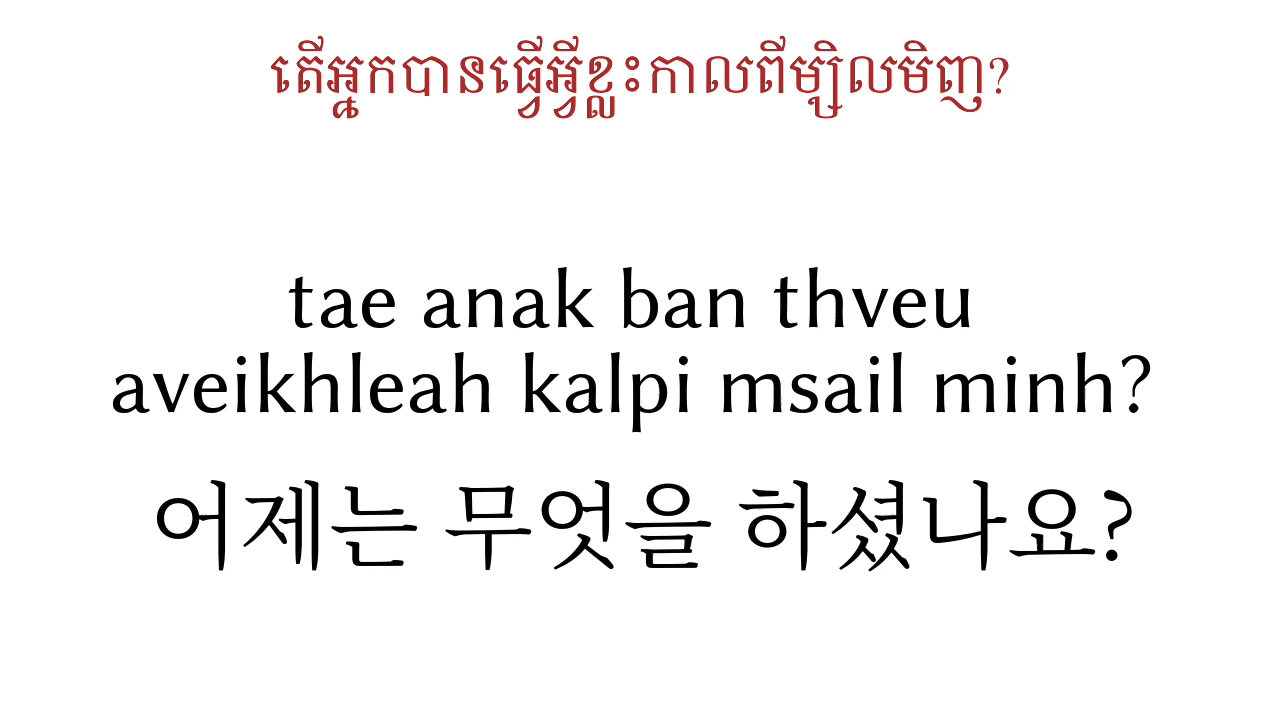 តើអ្នកបានធ្វើអ្វីខ្លះកាលពីម្សិលមិញ?
tae anak ban thveu
aveikhleah kalpi msail minh?
어제는 무엇을 하셨나요?